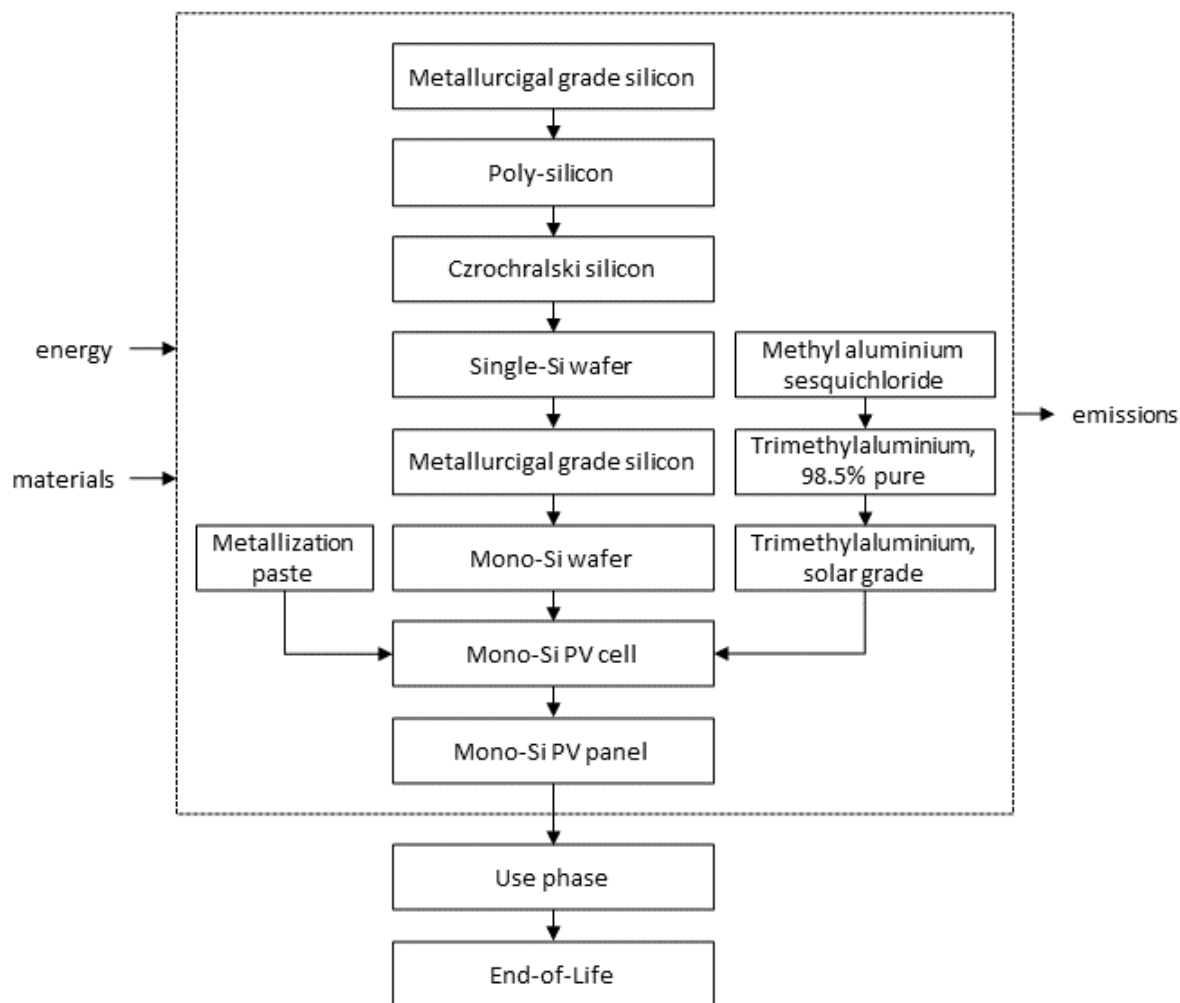 Metallurcigal grade silicon
Poly-silicon
Czrochralski silicon
energy
Single-Si wafer
Methyl aluminium
sesquichloride
emissions
materials
Metallurcigal grade silicon
Trimethylaluminium,
98.5% pure
Metallization
paste
Mono-Si wafer
Trimethylaluminium,
solar grade
Mono-Si PV cell
Mono-Si PV panel
Use phase
End-of-Life